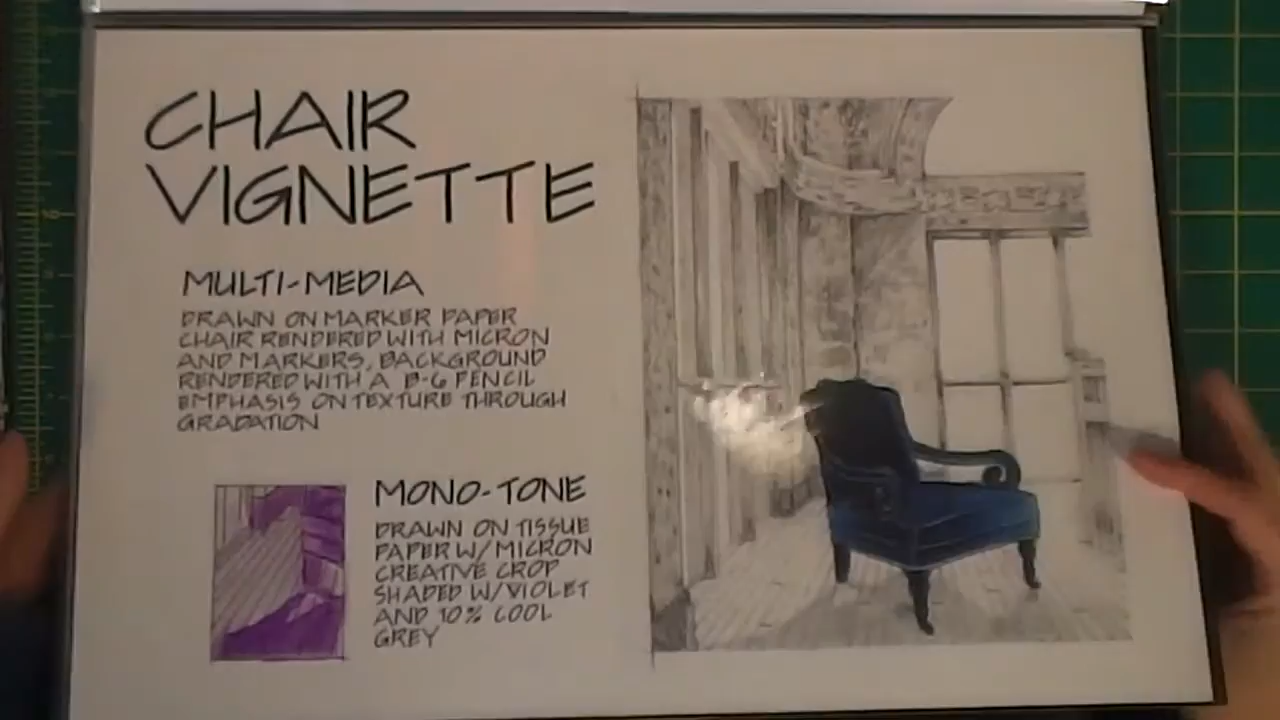 CHAIR
VIGNETTE
MULTI-MEDIA
DRAWN ON MARKER PAPER
CHAIR RENDERED WITH MICRON
AND MARKERS, BACKGROUND
RENDERED WITH A B-6 PENCIL
EMPHASIS ON TEXTURE THROUGH
GRADATION
MONO-TONE
DRAWN ON TISSUE
PAPER W/MICRON
CREATIVE CROP
SHADED W/VIOLET
AND 10% COOL
GREY